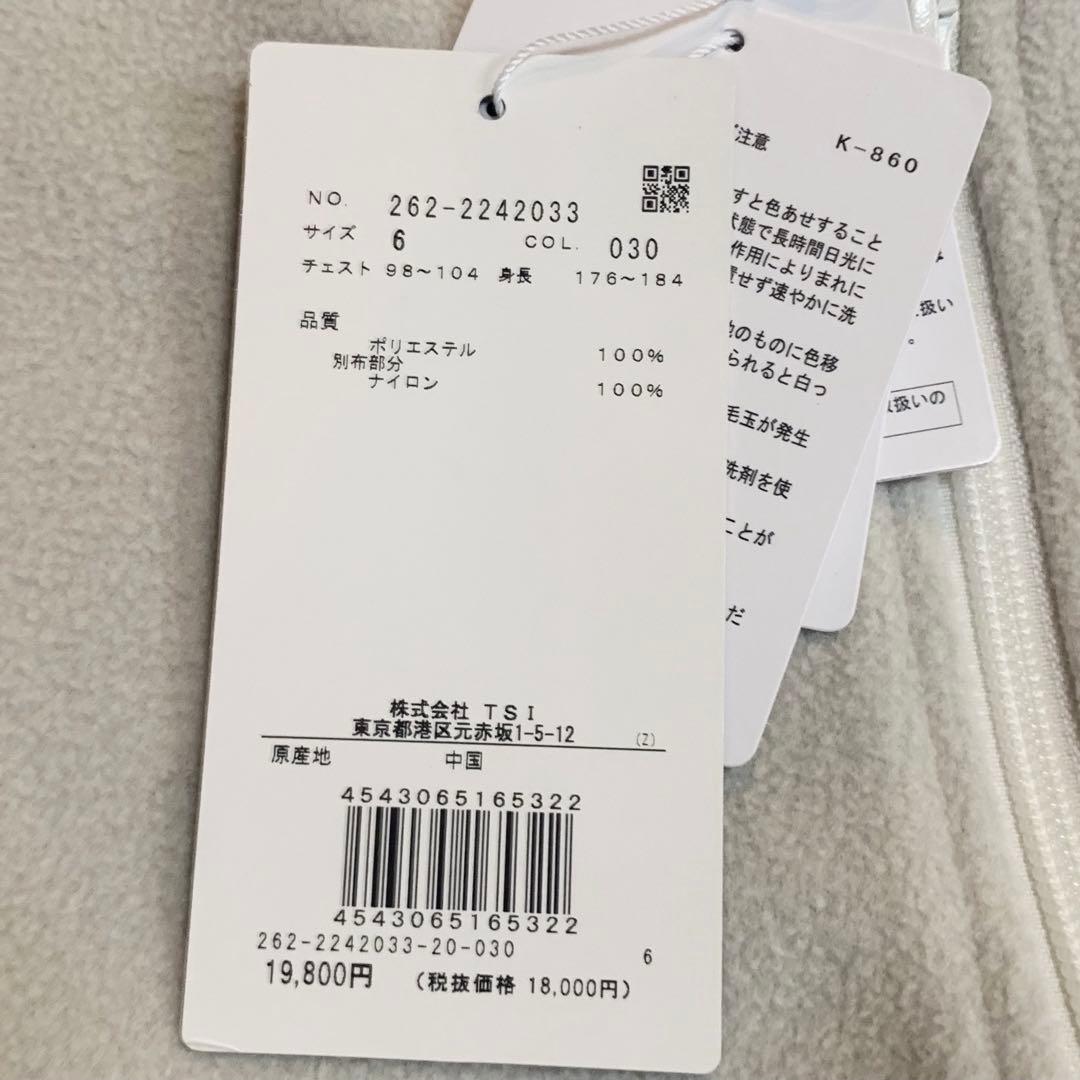 NO. 262-2242033
サイズ 6 COL. 030
チェスト 98~104 身長 176~184
品質
ポリエステル 100%
別布部分
ナイロン 100%
株式会社 TSI
東京都港区元赤坂1-5-12 (Z)
原産地 中国
4543065165322
4543065165322
262-2242033-20-030 6
19,800円 (税抜価格 18,000円)
ご注意 K-860
すと色あせすること
状態で長時間日光に
作用によりまれに
置せず速やかに洗
他のものに色移
られると白っ
毛玉が発生
洗剤を使
ことが
だ
扱い
。
扱いの